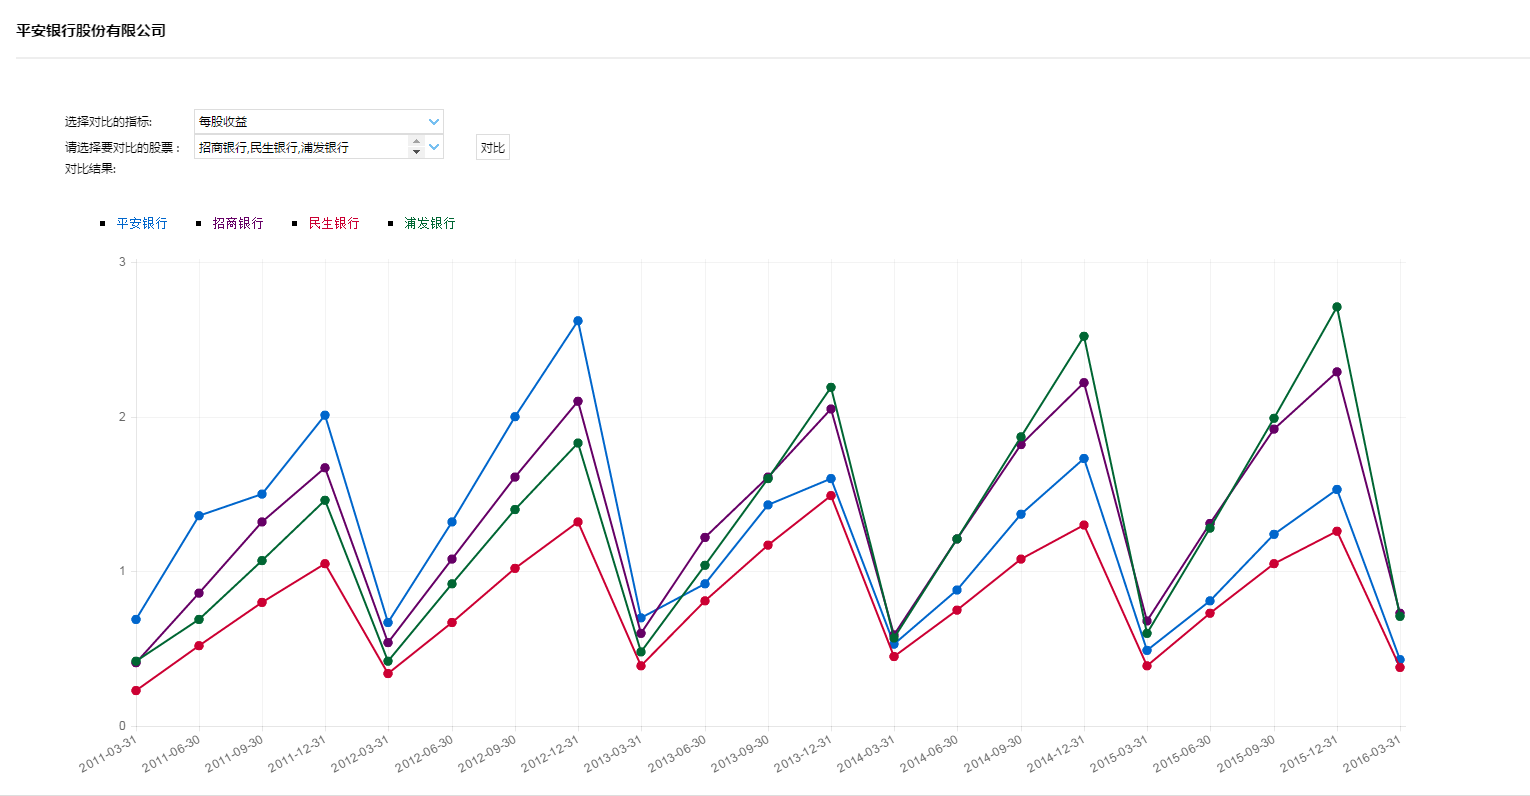 平安银行股份有限公司
选择对比的指标: 每股收益
请选择要对比的股票： 招商银行,民生银行,浦发银行 对比
对比结果:
平安银行 招商银行 民生银行 浦发银行
3
2
1
0
2011-03-31 2011-06-30 2011-09-30 2011-12-31 2012-03-31 2012-06-30 2012-09-30 2012-12-31 2013-03-31 2013-06-30 2013-09-30 2013-12-31 2014-03-31 2014-06-30 2014-09-30 2014-12-31 2015-03-31 2015-06-30 2015-09-30 2015-12-31 2016-03-31